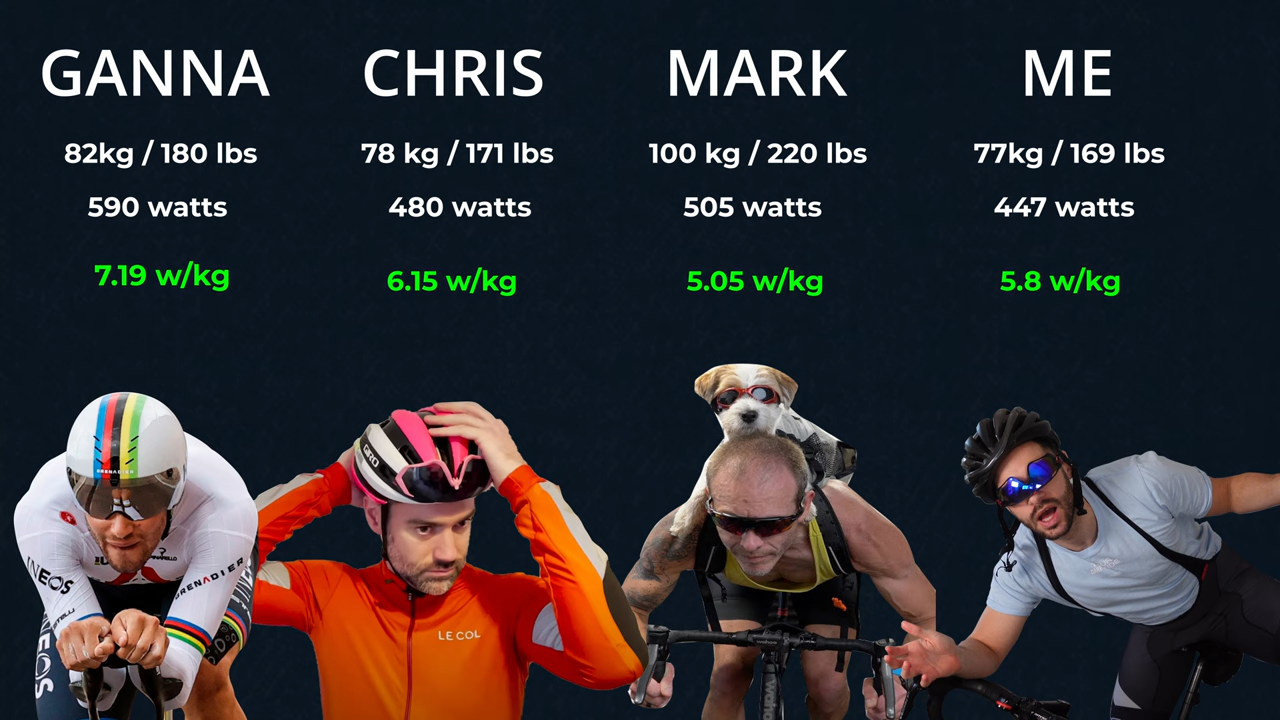 GANNA
82kg / 180 lbs
590 watts
7.19 w/kg
CHRIS
78 kg / 171 lbs
480 watts
6.15 w/kg
MARK
100 kg / 220 lbs
505 watts
5.05 w/kg
ME
77kg / 169 lbs
447 watts
5.8 w/kg
GRENADIER
INEOS
GRENADIER
INEOS
GIRO
LE COL